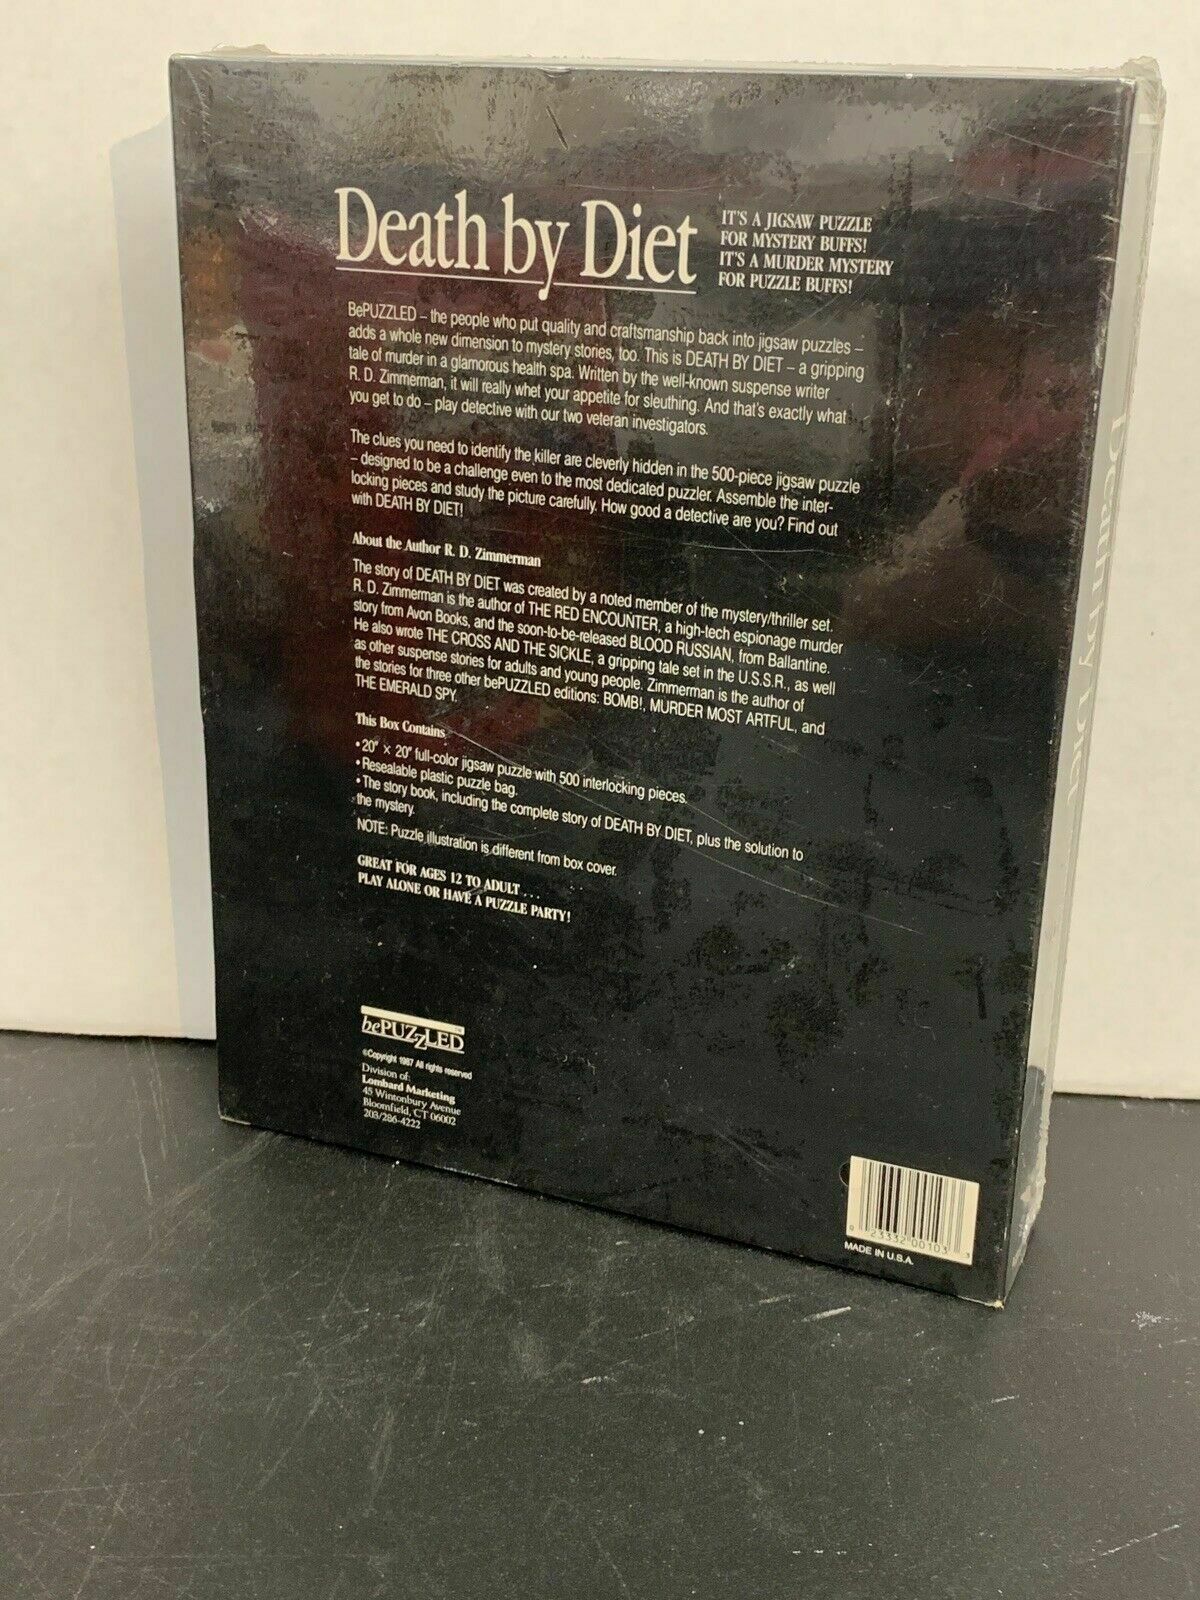 Death by Diet
IT'S A JIGSAW PUZZLE
FOR MYSTERY BUFFS!
IT'S A MURDER MYSTERY
FOR PUZZLE BUFFS!
BePUZZLED – the people who put quality and craftsmanship back into jigsaw puzzles –
adds a whole new dimension to mystery stories, too. This is DEATH BY DIET – a gripping
tale of murder in a glamorous health spa. Written by the well-known suspense writer
R. D. Zimmerman, it will really whet your appetite for sleuthing. And that's exactly what
you get to do – play detective with our two veteran investigators.
The clues you need to identify the killer are cleverly hidden in the 500-piece jigsaw puzzle
– designed to be a challenge even to the most dedicated puzzler. Assemble the inter-
locking pieces and study the picture carefully. How good a detective are you? Find out
with DEATH BY DIET!
About the Author R. D. Zimmerman
The story of DEATH BY DIET was created by a noted member of the mystery/thriller set.
R. D. Zimmerman is the author of THE RED ENCOUNTER, a high-tech espionage murder
story from Avon Books, and the soon-to-be-released BLOOD RUSSIAN, from Ballantine.
He also wrote THE CROSS AND THE SICKLE, a gripping tale set in the U.S.S.R., as well
as other suspense stories for adults and young people. Zimmerman is the author of
the stories for three other bePUZZLED editions: BOMB!, MURDER MOST ARTFUL, and
THE EMERALD SPY.
This Box Contains
• 20" × 20" full-color jigsaw puzzle with 500 interlocking pieces.
• Resealable plastic puzzle bag.
• The story book, including the complete story of DEATH BY DIET, plus the solution to
the mystery.
NOTE: Puzzle illustration is different from box cover.
GREAT FOR AGES 12 TO ADULT . . .
PLAY ALONE OR HAVE A PUZZLE PARTY!
bePUZZLED™
©Copyright 1987 All rights reserved
Division of:
Lombard Marketing
45 Wintonbury Avenue
Bloomfield, CT 06002
203/286-4222
0 23332 00103 3
MADE IN U.S.A.
Death by Diet